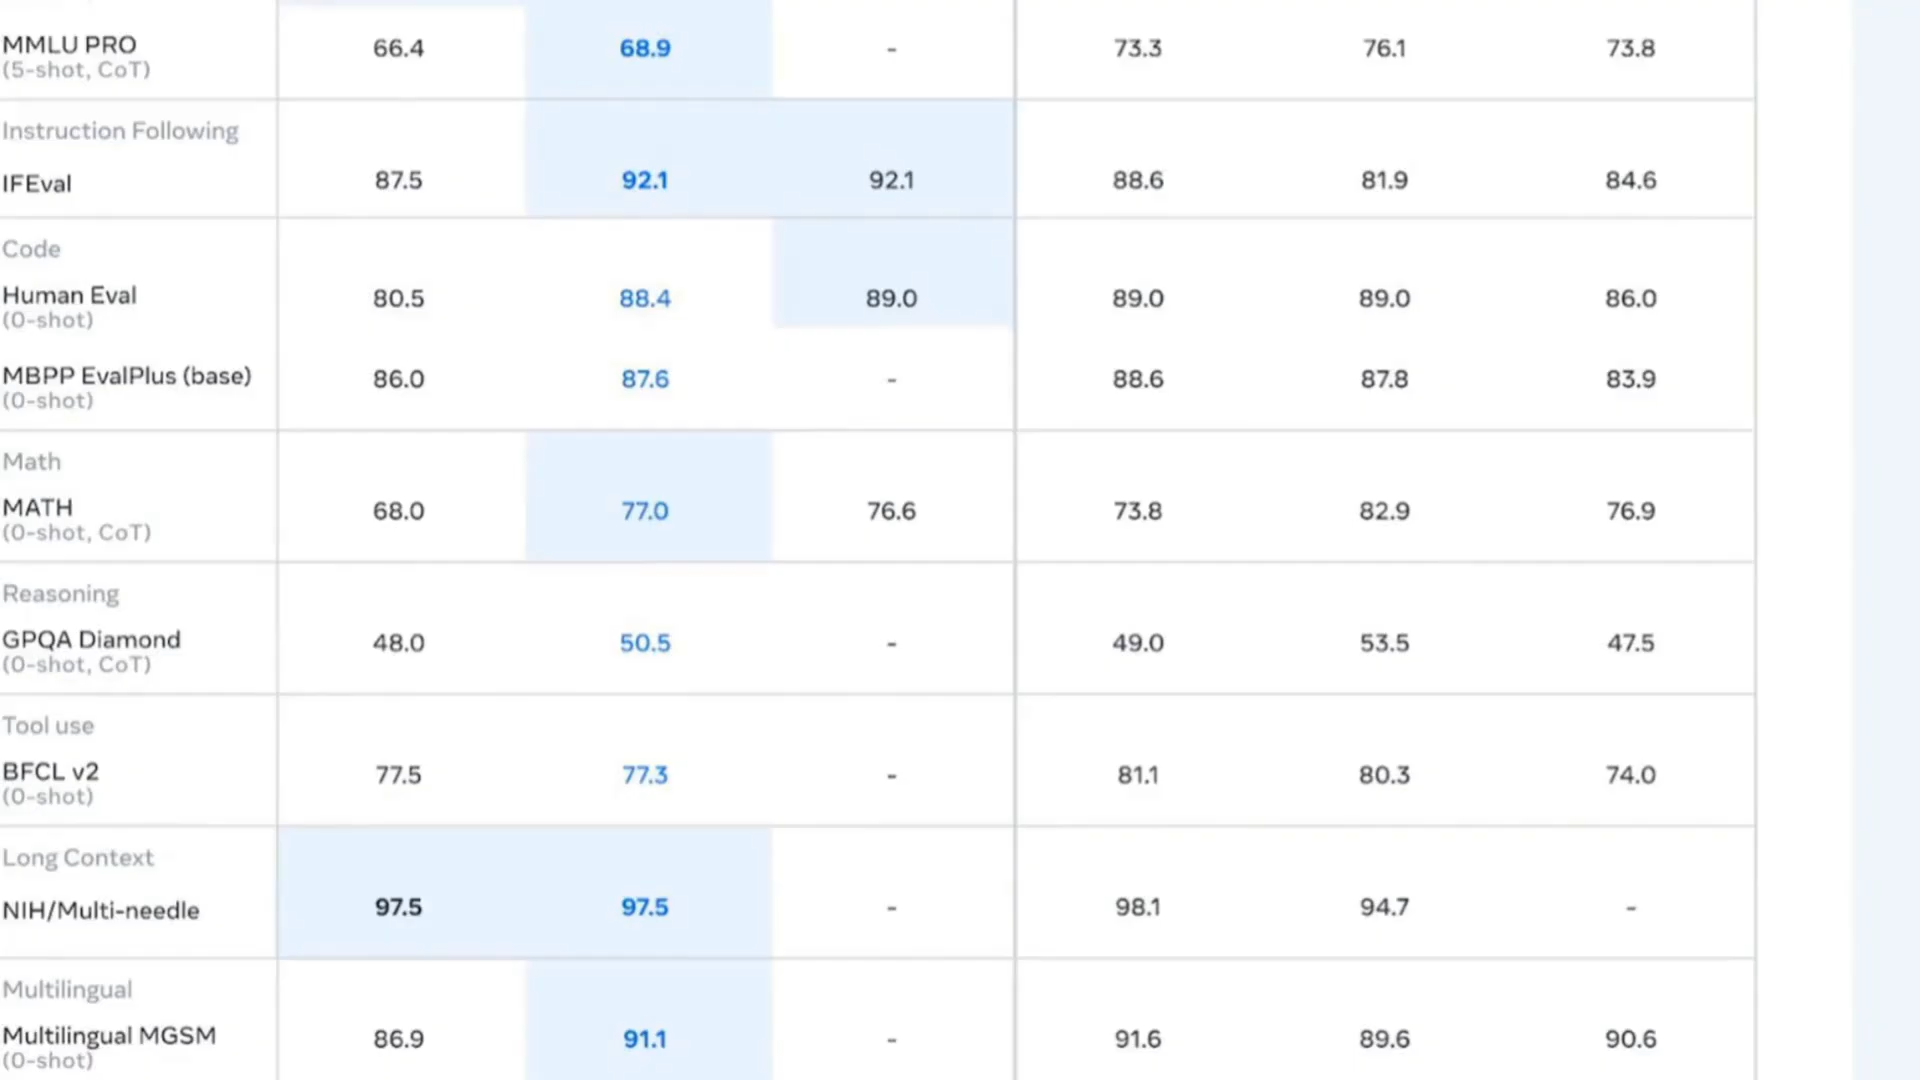 MMLU PRO 66.4 68.9 - 73.3 76.1 73.8
(5-shot, CoT)
Instruction Following
IFEval 87.5 92.1 92.1 88.6 81.9 84.6
Code
Human Eval 80.5 88.4 89.0 89.0 89.0 86.0
(0-shot)
MBPP EvalPlus (base) 86.0 87.6 - 88.6 87.8 83.9
(0-shot)
Math
MATH 68.0 77.0 76.6 73.8 82.9 76.9
(0-shot, CoT)
Reasoning
GPQA Diamond 48.0 50.5 - 49.0 53.5 47.5
(0-shot, CoT)
Tool use
BFCL v2 77.5 77.3 - 81.1 80.3 74.0
(0-shot)
Long Context
NIH/Multi-needle 97.5 97.5 - 98.1 94.7 -
Multilingual
Multilingual MGSM 86.9 91.1 - 91.6 89.6 90.6
(0-shot)